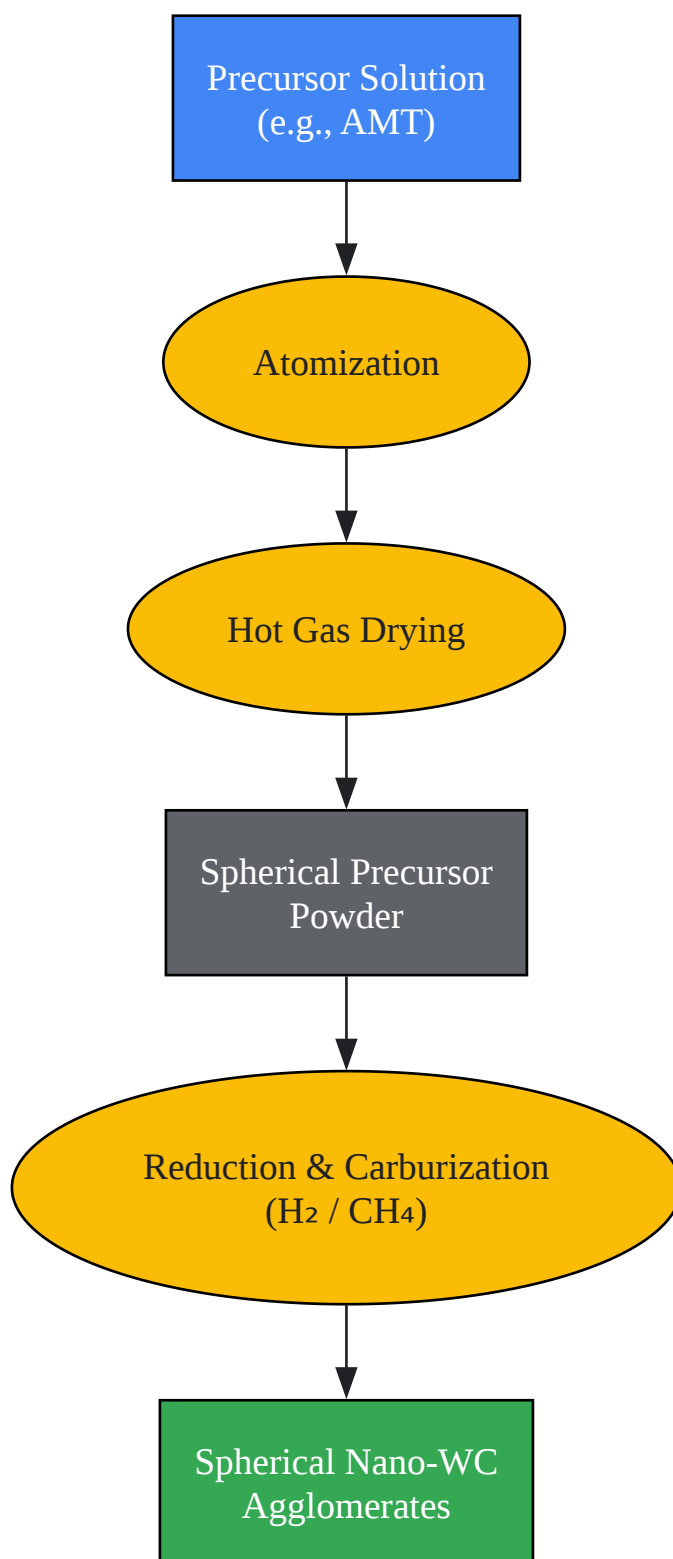 Precursor Solution
(e.g., AMT)
Atomization
Hot Gas Drying
Spherical Precursor
Powder
Reduction & Carburization
(H₂ / CH₄)
Spherical Nano-WC
Agglomerates